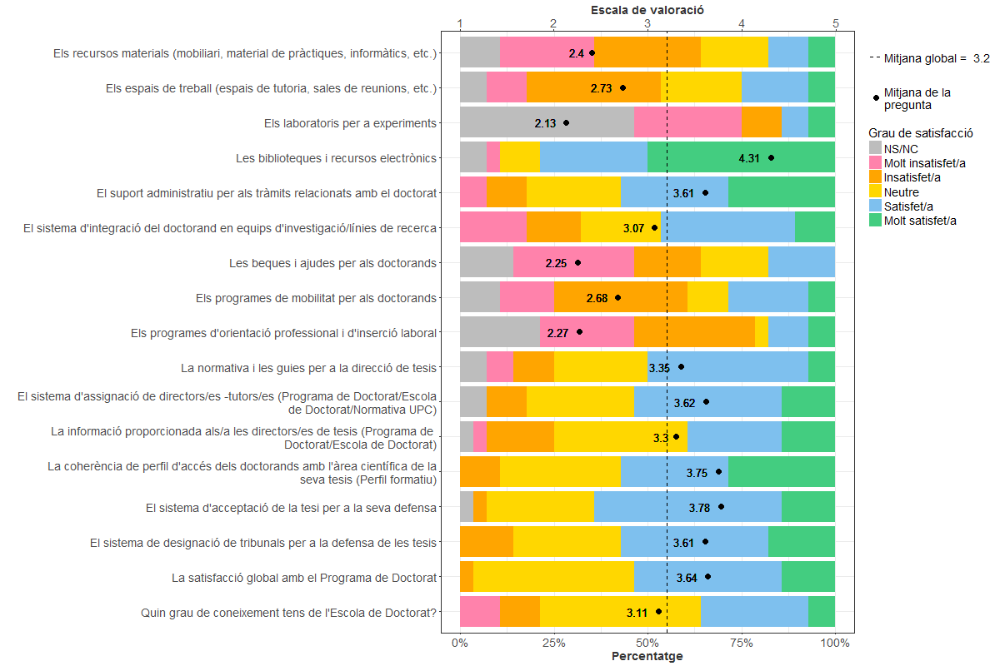 Escala de valoració
1 2 3 4 5
Els recursos materials (mobiliari, material de pràctiques, informàtics, etc.)
2.4
Els espais de treball (espais de tutoria, sales de reunions, etc.)
2.73
Els laboratoris per a experiments
2.13
Les biblioteques i recursos electrònics
4.31
El suport administratiu per als tràmits relacionats amb el doctorat
3.61
El sistema d'integració del doctorand en equips d'investigació/línies de recerca
3.07
Les beques i ajudes per als doctorands
2.25
Els programes de mobilitat per als doctorands
2.68
Els programes d'orientació professional i d'inserció laboral
2.27
La normativa i les guies per a la direcció de tesis
3.35
El sistema d'assignació de directors/es -tutors/es (Programa de Doctorat/Escola
de Doctorat/Normativa UPC)
3.62
La informació proporcionada als/a les directors/es de tesis (Programa de
Doctorat/Escola de Doctorat)
3.3
La coherència de perfil d'accés dels doctorands amb l'àrea científica de la
seva tesis (Perfil formatiu)
3.75
El sistema d'acceptació de la tesi per a la seva defensa
3.78
El sistema de designació de tribunals per a la defensa de les tesis
3.61
La satisfacció global amb el Programa de Doctorat
3.64
Quin grau de coneixement tens de l'Escola de Doctorat?
3.11
0% 25% 50% 75% 100%
Percentatge
Mitjana global = 3.2
Mitjana de la
pregunta
Grau de satisfacció
NS/NC
Molt insatisfet/a
Insatisfet/a
Neutre
Satisfet/a
Molt satisfet/a